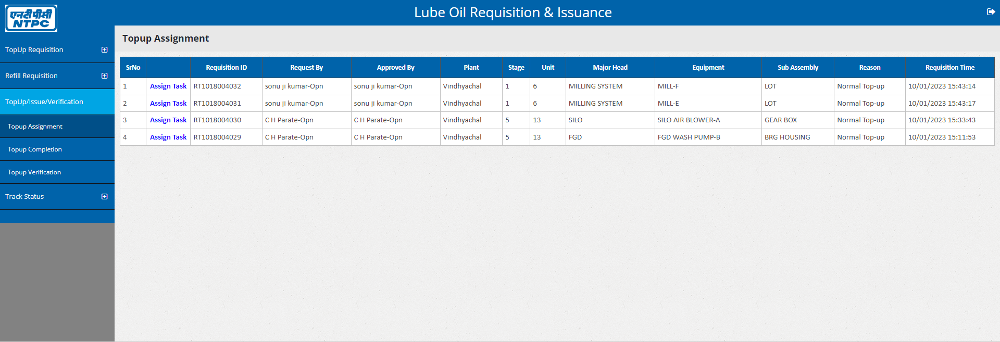 एनटीपीसी
NTPC
Lube Oil Requisition & Issuance
TopUp Requisition
Refill Requisition
TopUp/Issue/Verification
Topup Assignment
Topup Completion
Topup Verification
Track Status
Topup Assignment
SrNo Requisition ID Request By Approved By Plant Stage Unit Major Head Equipment Sub Assembly Reason Requisition Time
1 Assign Task RT1018004032 sonu ji kumar-Opn sonu ji kumar-Opn Vindhyachal 1 6 MILLING SYSTEM MILL-F LOT Normal Top-up 10/01/2023 15:43:14
2 Assign Task RT1018004031 sonu ji kumar-Opn sonu ji kumar-Opn Vindhyachal 1 6 MILLING SYSTEM MILL-E LOT Normal Top-up 10/01/2023 15:43:17
3 Assign Task RT1018004030 C H Parate-Opn C H Parate-Opn Vindhyachal 5 13 SILO SILO AIR BLOWER-A GEAR BOX Normal Top-up 10/01/2023 15:33:43
4 Assign Task RT1018004029 C H Parate-Opn C H Parate-Opn Vindhyachal 5 13 FGD FGD WASH PUMP-B BRG HOUSING Normal Top-up 10/01/2023 15:11:53